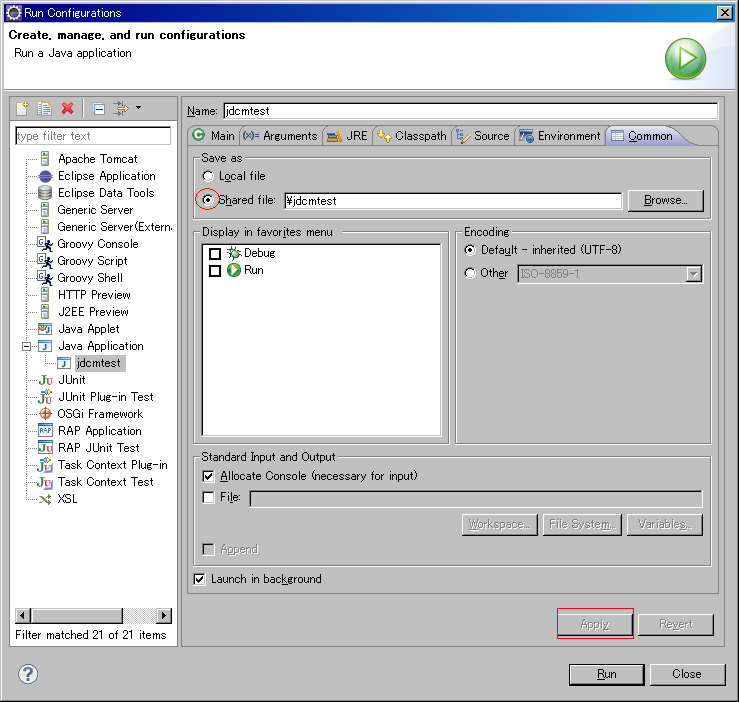 Run Configurations
Create, manage, and run configurations
Run a Java application
type filter text
Apache Tomcat
Eclipse Application
Eclipse Data Tools
Generic Server
Generic Server(Extern
Groovy Console
Groovy Script
Groovy Shell
HTTP Preview
J2EE Preview
Java Applet
Java Application
jdcmtest
JUnit
JUnit Plug-in Test
OSGi Framework
RAP Application
RAP JUnit Test
Task Context Plug-in
Task Context Test
XSL
Filter matched 21 of 21 items
Name: jdcmtest
Main (x)= Arguments JRE Classpath Source Environment Common
Save as
Local file
Shared file: ¥jdcmtest Browse...
Display in favorites menu
Debug
Run
Encoding
Default - inherited (UTF-8)
Other ISO-8859-1
Standard Input and Output
Allocate Console (necessary for input)
File:
Workspace... File System... Variables...
Append
Launch in background
Apply Revert
? Run Close